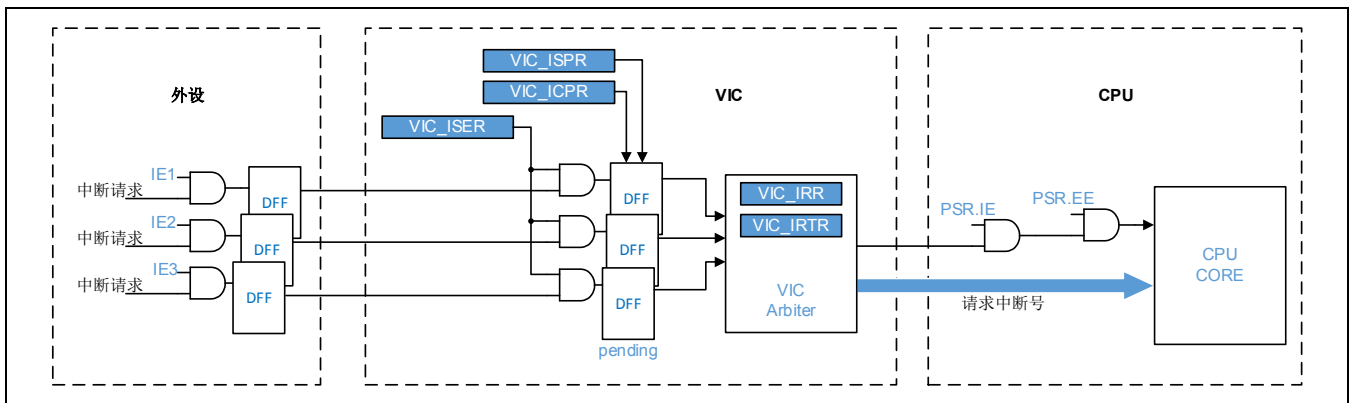 VIC_ISPR
外设
VIC
CPU
VIC_ICPR
VIC_ISER
IE1
中断请求
DFF
DFF
VIC_IRR
PSR.IE
PSR.EE
IE2
中断请求
DFF
DFF
VIC_IRTR
IE3
中断请求
DFF
DFF
VIC
Arbiter
请求中断号
CPU
CORE
pending